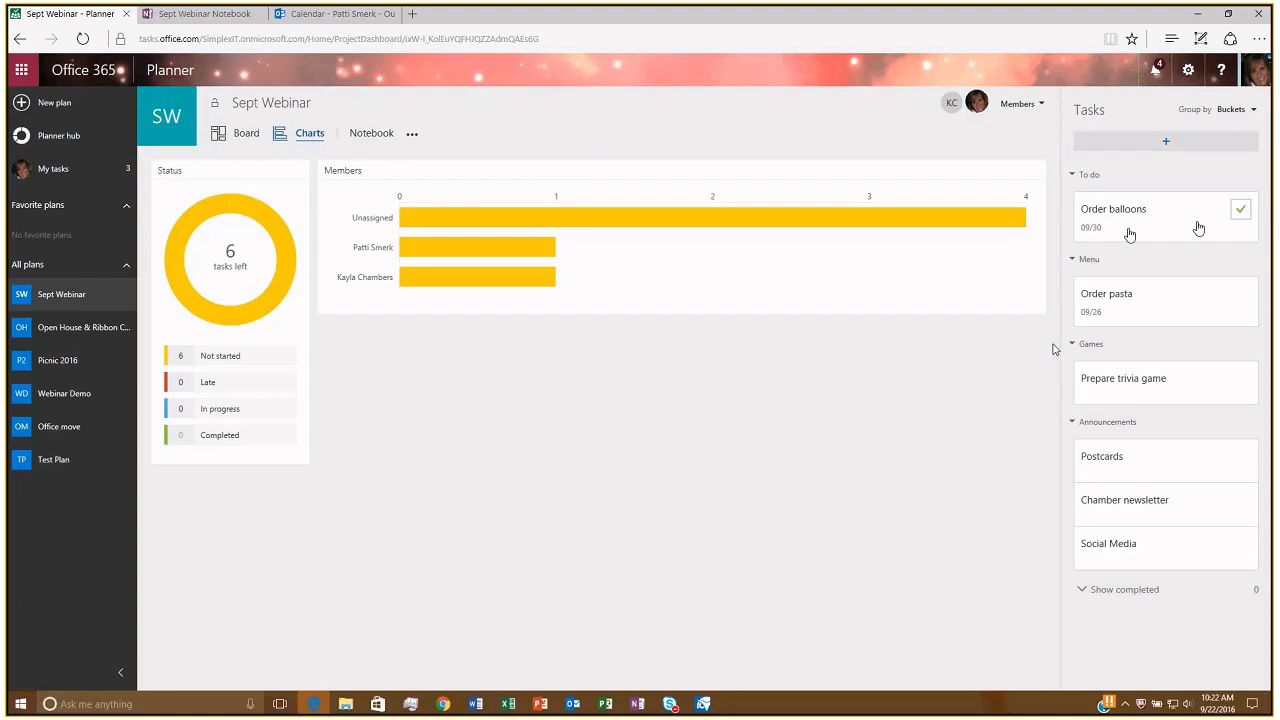 Sept Webinar - Planner
Sept Webinar Notebook
Calendar - Patti Smerk - Ou
tasks.office.com/SimplexIT.onmicrosoft.com/Home/ProjectDashboard/ixW-I_KolEuYQFHJQZZAdmQAEs6G
Office 365
Planner
4
?
New plan
Planner hub
My tasks 3
Favorite plans
No favorite plans
All plans
SW Sept Webinar
OH Open House & Ribbon C...
P2 Picnic 2016
WD Webinar Demo
OM Office move
TP Test Plan
SW
Sept Webinar
Board
Charts
Notebook
KC
Members
Status
6
tasks left
6 Not started
0 Late
0 In progress
0 Completed
Members
0 1 2 3 4
Unassigned
Patti Smerk
Kayla Chambers
Tasks
Group by Buckets
+
To do
Order balloons
09/30
Menu
Order pasta
09/26
Games
Prepare trivia game
Announcements
Postcards
Chamber newsletter
Social Media
Show completed 0
Ask me anything
10:22 AM
9/22/2016